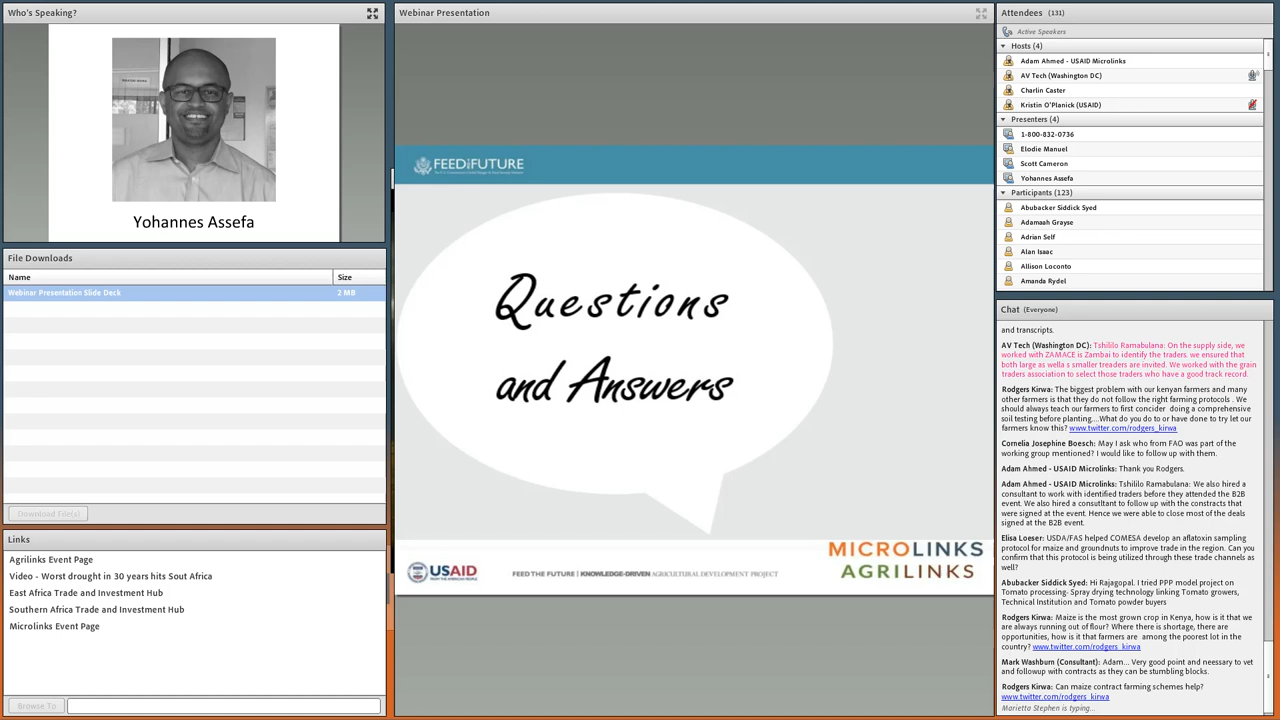 Who's Speaking?
Yohannes Assefa
File Downloads
Name Size
Webinar Presentation Slide Deck 2 MB
Download File(s)
Links
Agrilinks Event Page
Video - Worst drought in 30 years hits Sout Africa
East Africa Trade and Investment Hub
Southern Africa Trade and Investment Hub
Microlinks Event Page
Browse To
Webinar Presentation
FEED THE FUTURE
Questions
and Answers
USAID
FROM THE AMERICAN PEOPLE
FEED THE FUTURE | KNOWLEDGE-DRIVEN AGRICULTURAL DEVELOPMENT PROJECT
MICROLINKS
AGRILINKS
Attendees (131)
Active Speakers
Hosts (4)
Adam Ahmed - USAID Microlinks
AV Tech (Washington DC)
Charlin Caster
Kristin O'Planick (USAID)
Presenters (4)
1-800-832-0736
Elodie Manuel
Scott Cameron
Yohannes Assefa
Participants (123)
Abubacker Siddick Syed
Adamaah Grayse
Adrian Self
Alan Isaac
Allison Loconto
Amanda Rydel
Chat (Everyone)
and transcripts.
AV Tech (Washington DC): Tshililo Ramabulana: On the supply side, we
worked with ZAMACE is Zambai to identify the traders. we ensured that
both large as wella s smaller treaders are invited. We worked with the grain
traders association to select those traders who have a good track record.
Rodgers Kirwa: The biggest problem with our kenyan farmers and many
other farmers is that they do not follow the right farming protocols . We
should always teach our farmers to first concider doing a comprehensive
soil testing before planting....What do you do to or have done to try let our
farmers know this? www.twitter.com/rodgers_kirwa
Cornelia Josephine Boesch: May I ask who from FAO was part of the
working group mentioned? I would like to follow up with them.
Adam Ahmed - USAID Microlinks: Thank you Rodgers.
Adam Ahmed - USAID Microlinks: Tshililo Ramabulana: We also hired a
consultant to work with identified traders before they attended the B2B
event. We also hired a consutltant to follow up with the contracts that
were signed at the event. Hence we were able to close most of the deals
signed at the B2B event.
Elisa Loeser: USDA/FAS helped COMESA develop an aflatoxin sampling
protocol for maize and groundnuts to improve trade in the region. Can you
confirm that this protocol is being utilized through these trade channels as
well?
Abubacker Siddick Syed: Hi Rajagopal. I tried PPP model project on
Tomato processing- Spray drying technology linking Tomato growers,
Technical Institution and Tomato powder buyers
Rodgers Kirwa: Maize is the most grown crop in Kenya, how is it that we
are always running out of flour? Where there is shortage, there are
opportunities, how is it that farmers are among the poorest lot in the
country? www.twitter.com/rodgers_kirwa
Mark Washburn (Consultant): Adam... Very good point and nessary to vet
and followup with contracts as they can be stumbling blocks.
Rodgers Kirwa: Can maize contract farming schemes help?
www.twitter.com/rodgers_kirwa
Marietta Stephen is typing...